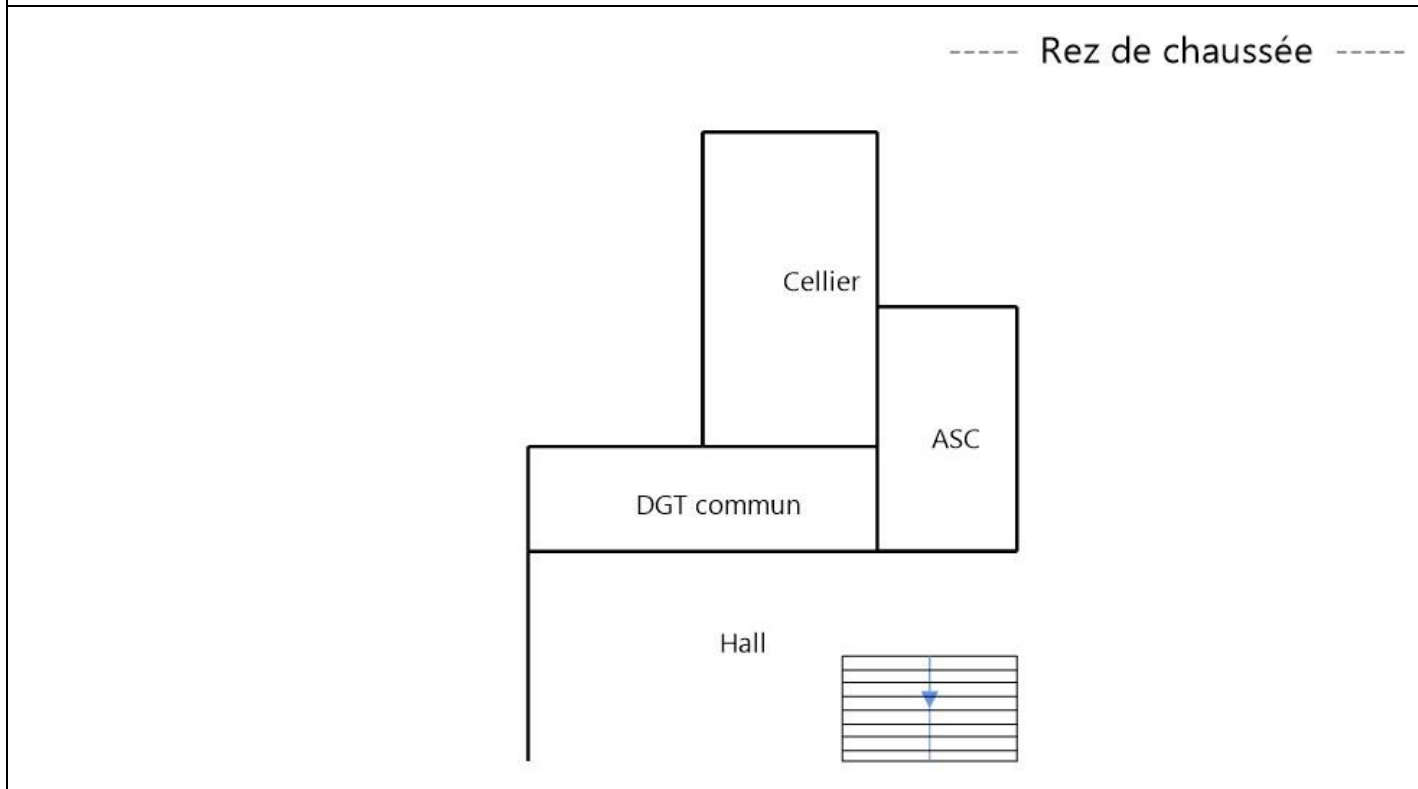 ----- Rez de chaussée -----
Cellier
ASC
DGT commun
Hall